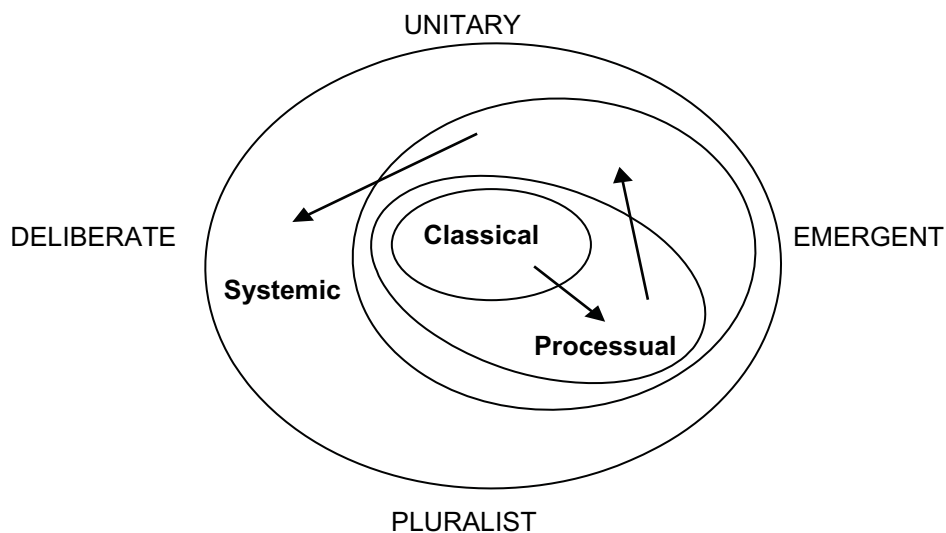 UNITARY
Classical
DELIBERATE
EMERGENT
Systemic
Processual
PLURALIST